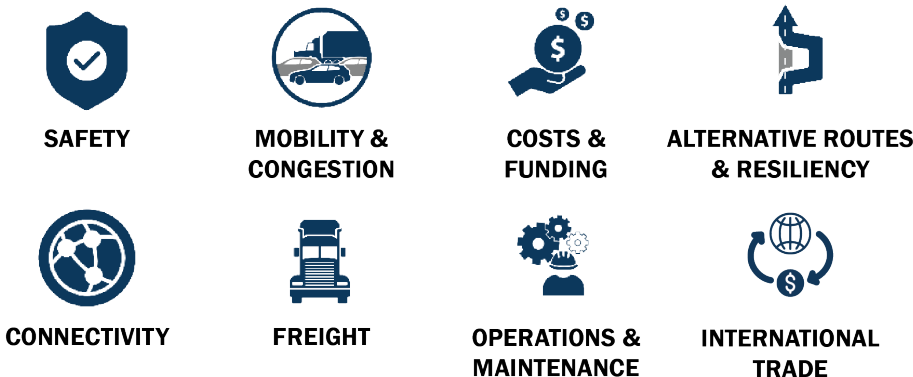 SAFETY
MOBILITY &
CONGESTION
COSTS &
FUNDING
ALTERNATIVE ROUTES
& RESILIENCY
CONNECTIVITY
FREIGHT
OPERATIONS &
MAINTENANCE
INTERNATIONAL
TRADE